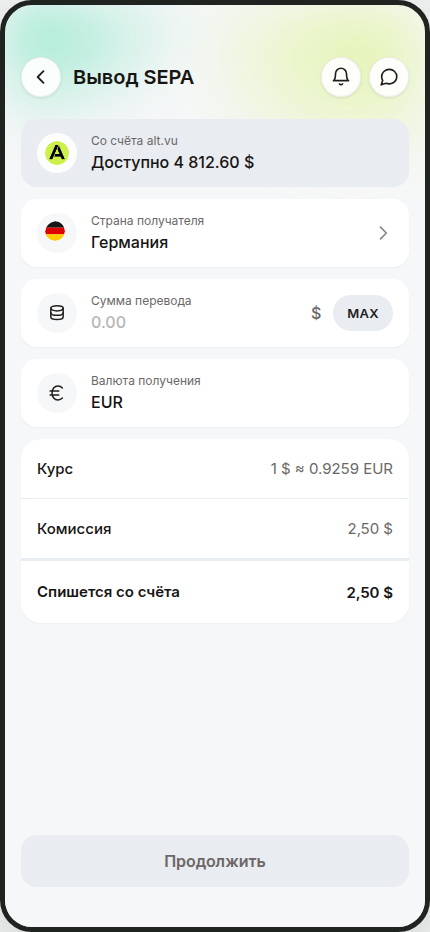 Вывод SEPA
Со счёта alt.vu
Доступно 4 812.60 $
Страна получателя
Германия
Сумма перевода
0.00
$
MAX
Валюта получения
EUR
Курс
1 $ ≈ 0.9259 EUR
Комиссия
2,50 $
Спишется со счёта
2,50 $
Продолжить